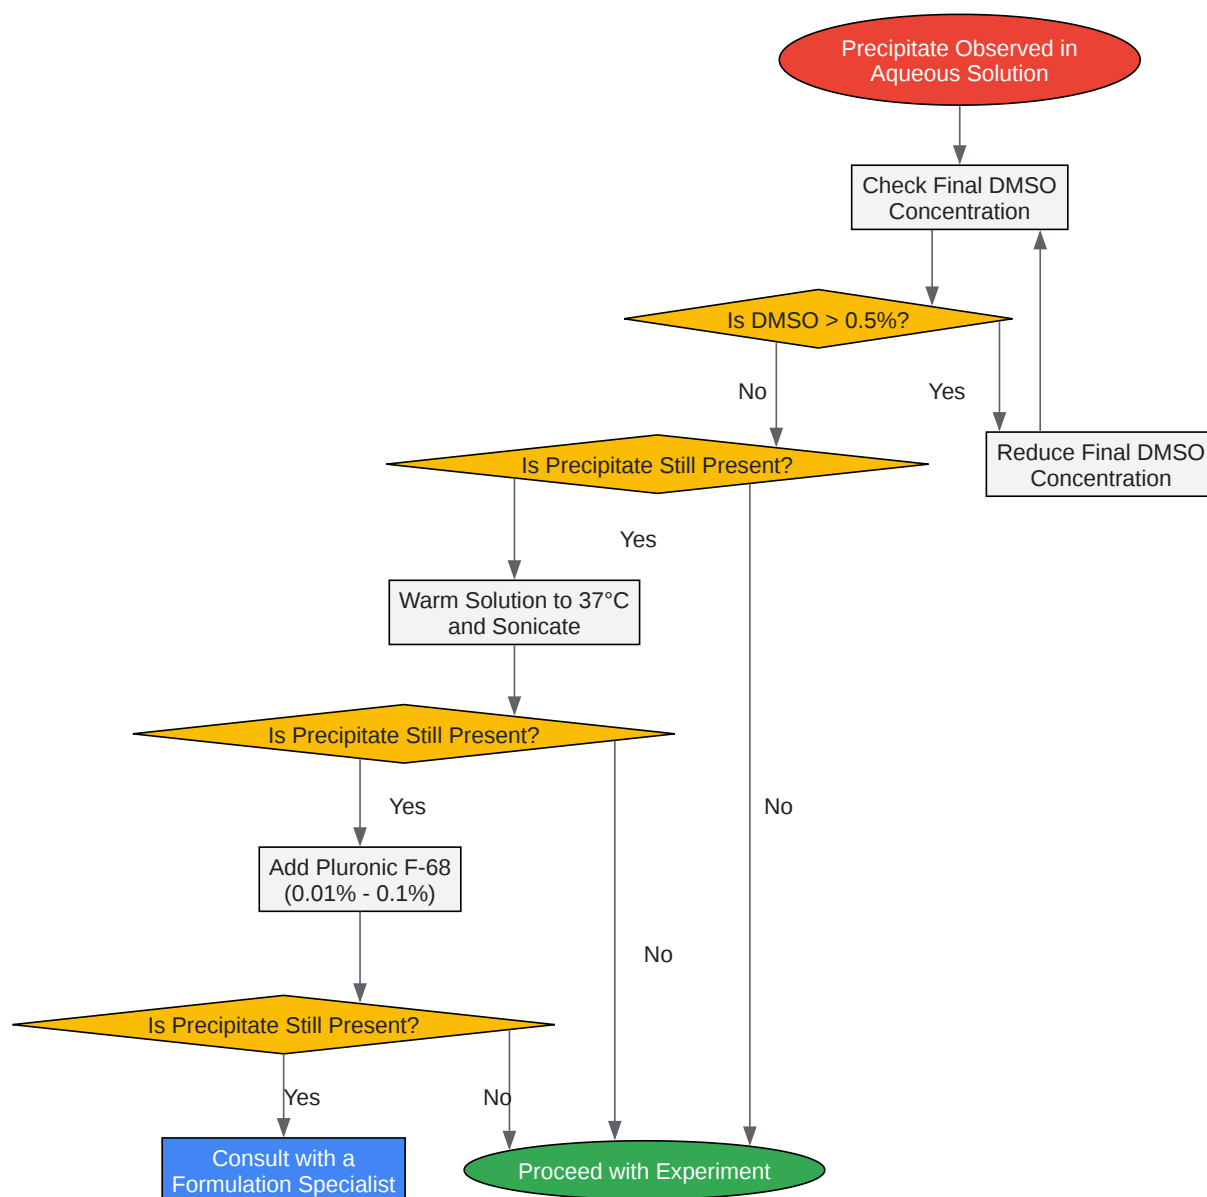 Precipitate Observed in
Aqueous Solution
Check Final DMSO
Concentration
Is DMSO > 0.5%?
No
Yes
Reduce Final DMSO
Concentration
Is Precipitate Still Present?
Yes
Warm Solution to 37°C
and Sonicate
Is Precipitate Still Present?
Yes
No
Add Pluronic F-68
(0.01% - 0.1%)
No
Is Precipitate Still Present?
Yes
No
Consult with a
Formulation Specialist
Proceed with Experiment